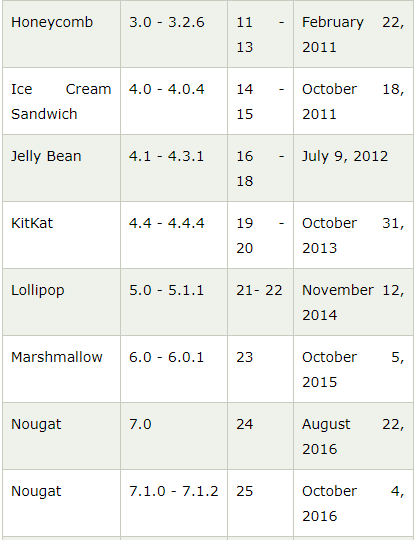 Honeycomb 3.0 - 3.2.6 11 - February 22,
13 2011
Ice Cream 4.0 - 4.0.4 14 - October 18,
Sandwich 15 2011
Jelly Bean 4.1 - 4.3.1 16 - July 9, 2012
18
KitKat 4.4 - 4.4.4 19 - October 31,
20 2013
Lollipop 5.0 - 5.1.1 21- 22 November 12,
2014
Marshmallow 6.0 - 6.0.1 23 October 5,
2015
Nougat 7.0 24 August 22,
2016
Nougat 7.1.0 - 7.1.2 25 October 4,
2016